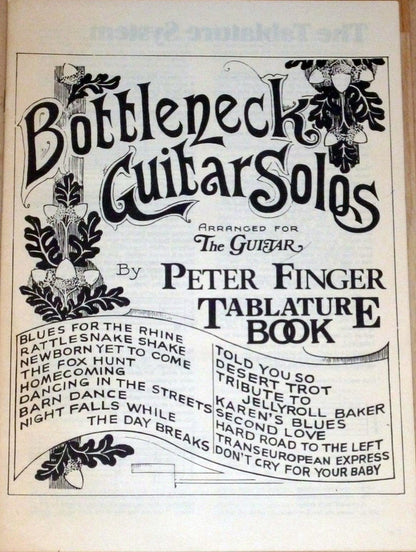 The Tablature System
Bottleneck
Guitar Solos
ARRANGED FOR
The GUITAR
By PETER FINGER
TABLATURE
BOOK
BLUES FOR THE RHINE
RATTLESNAKE SHAKE
NEWBORN YET TO COME
THE FOX HUNT
HOMECOMING
DANCING IN THE STREETS
BARN DANCE
NIGHT FALLS WHILE
THE DAY BREAKS
TOLD YOU SO
DESERT TROT
TRIBUTE TO
JELLYROLL BAKER
KAREN'S BLUES
SECOND LOVE
HARD ROAD TO THE LEFT
TRANSEUROPEAN EXPRESS
DON'T CRY FOR YOUR BABY